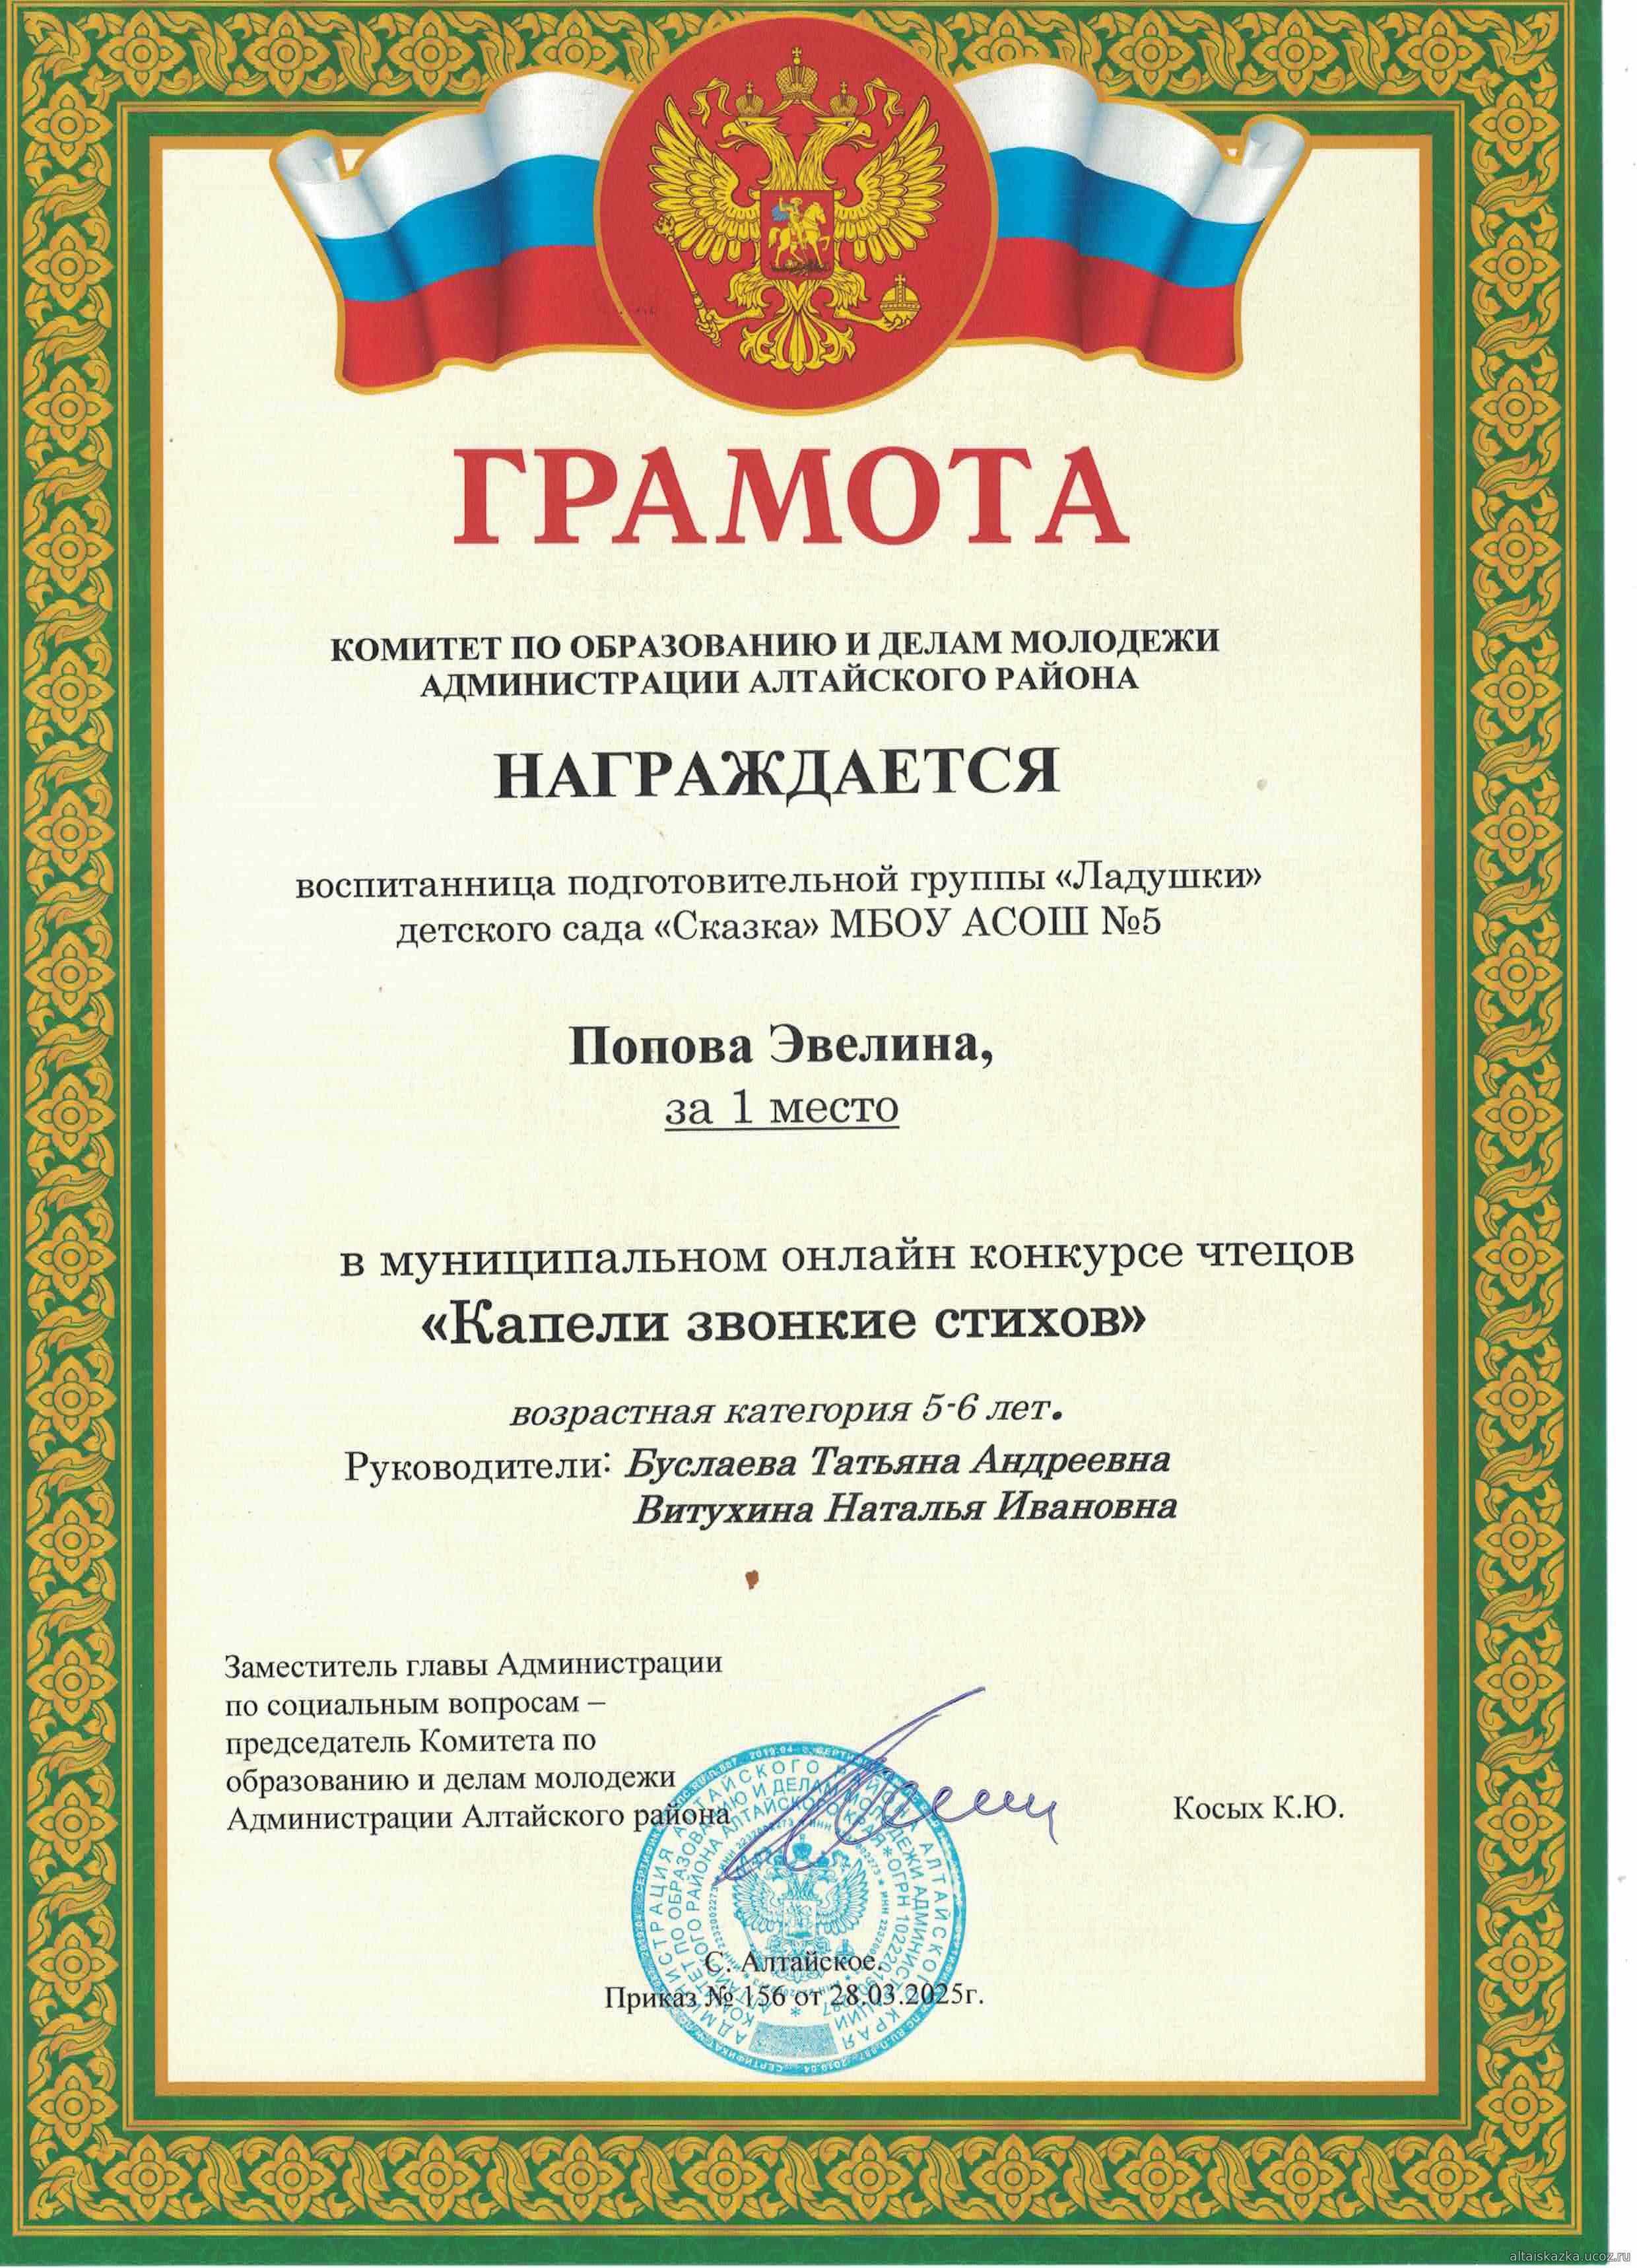 ГРАМОТА
КОМИТЕТ ПО ОБРАЗОВАНИЮ И ДЕЛАМ МОЛОДЕЖИ
АДМИНИСТРАЦИИ АЛТАЙСКОГО РАЙОНА
НАГРАЖДАЕТСЯ
воспитанница подготовительной группы «Ладушки»
детского сада «Сказка» МБОУ АСОШ №5
Попова Эвелина,
за 1 место
в муниципальном онлайн конкурсе чтецов
«Капели звонкие стихов»
возрастная категория 5-6 лет.
Руководители: Буслаева Татьяна Андреевна
Витухина Наталья Ивановна
Заместитель главы Администрации
по социальным вопросам –
председатель Комитета по
образованию и делам молодежи
Администрации Алтайского района
Косых К.Ю.
С. Алтайское.
Приказ № 156 от 28.03.2025г.
altaiskazka.ucoz.ru